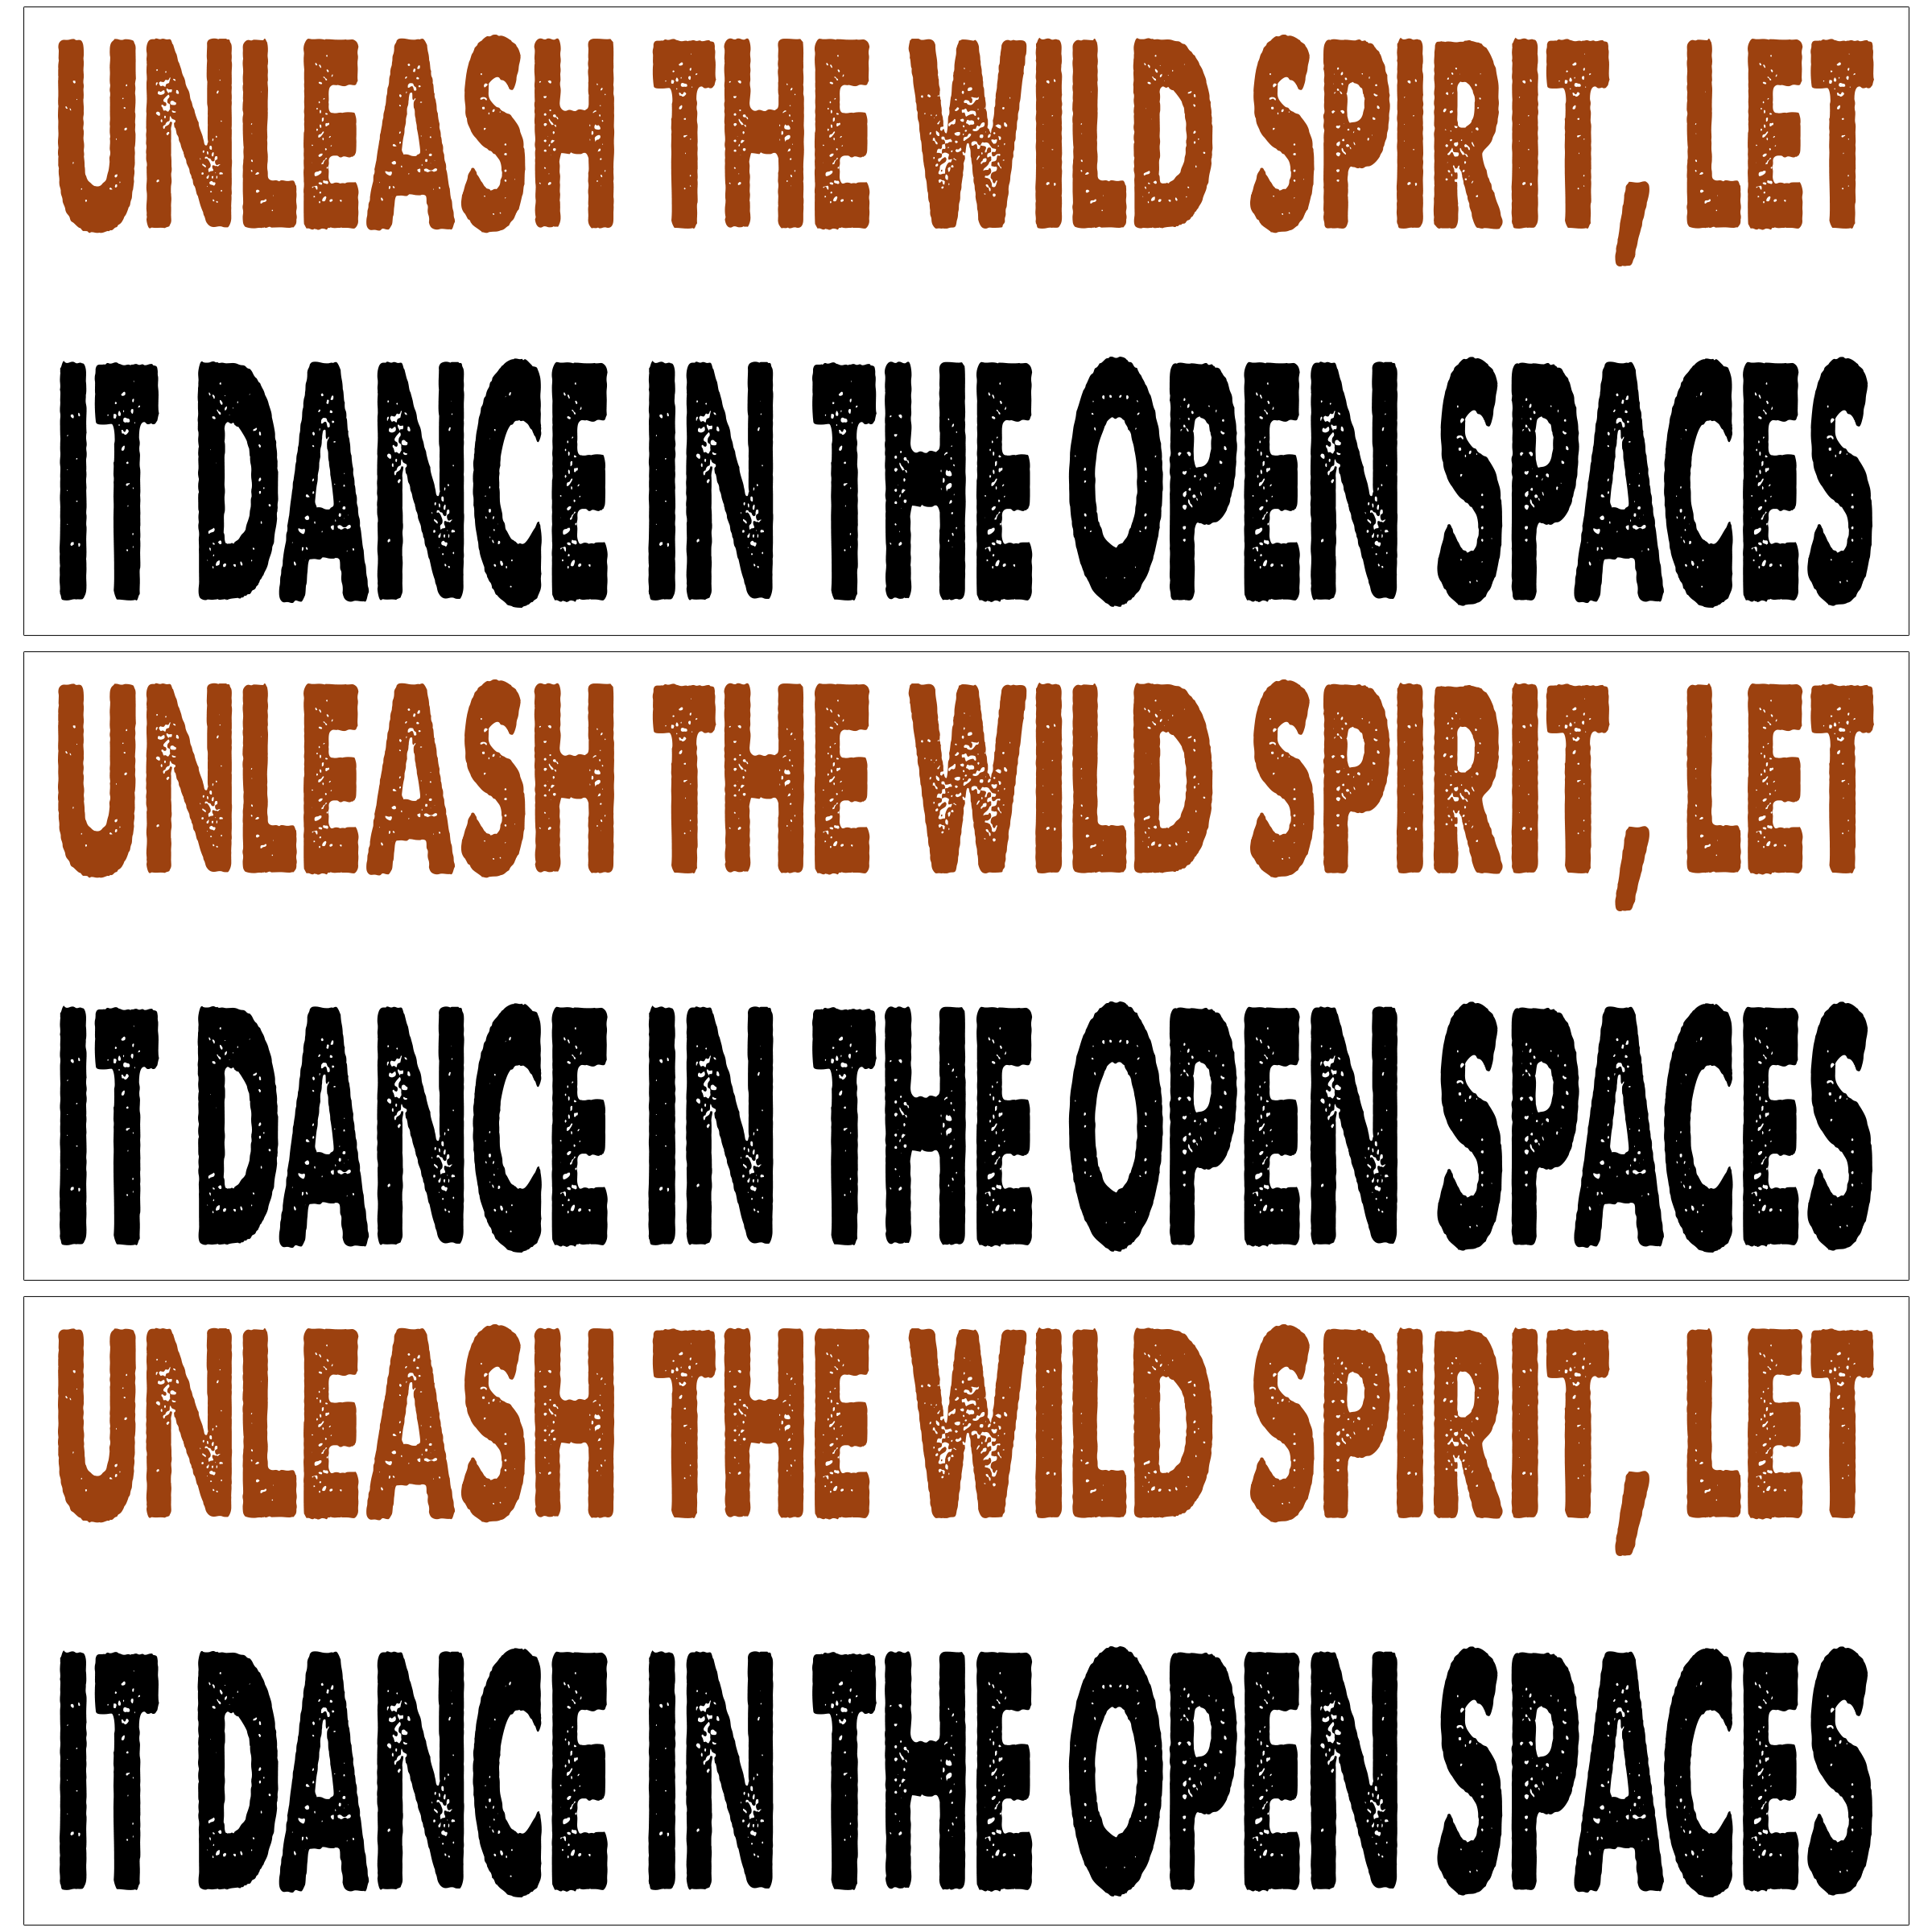 UNLEASH THE WILD SPIRIT, LET
IT DANCE IN THE OPEN SPACES
UNLEASH THE WILD SPIRIT, LET
IT DANCE IN THE OPEN SPACES
UNLEASH THE WILD SPIRIT, LET
IT DANCE IN THE OPEN SPACES